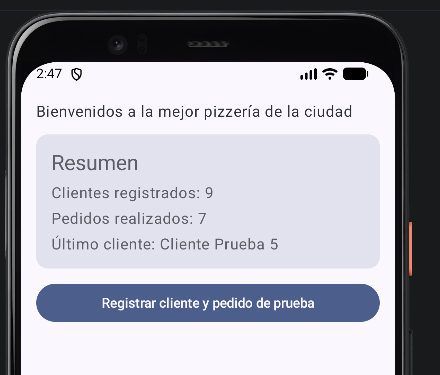 2:47
Bienvenidos a la mejor pizzería de la ciudad
Resumen
Clientes registrados: 9
Pedidos realizados: 7
Último cliente: Cliente Prueba 5
Registrar cliente y pedido de prueba